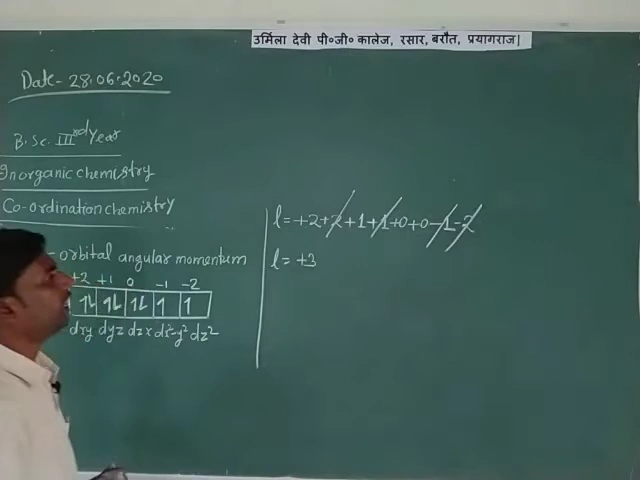 उर्मिला देवी पी०जी० कालेज, रसार, बरौत, प्रयागराज|
Date- 28.06.2020
B.Sc. IIIrd Year
Inorganic chemistry
Co-ordination chemistry
-orbital angular momentum
+2 +1 0 -1 -2
1L 1L 1L 1 1
dxy dyz dzx dx²-y² dz²
l = +2+2+1+1+0+0-1-2
l = +3